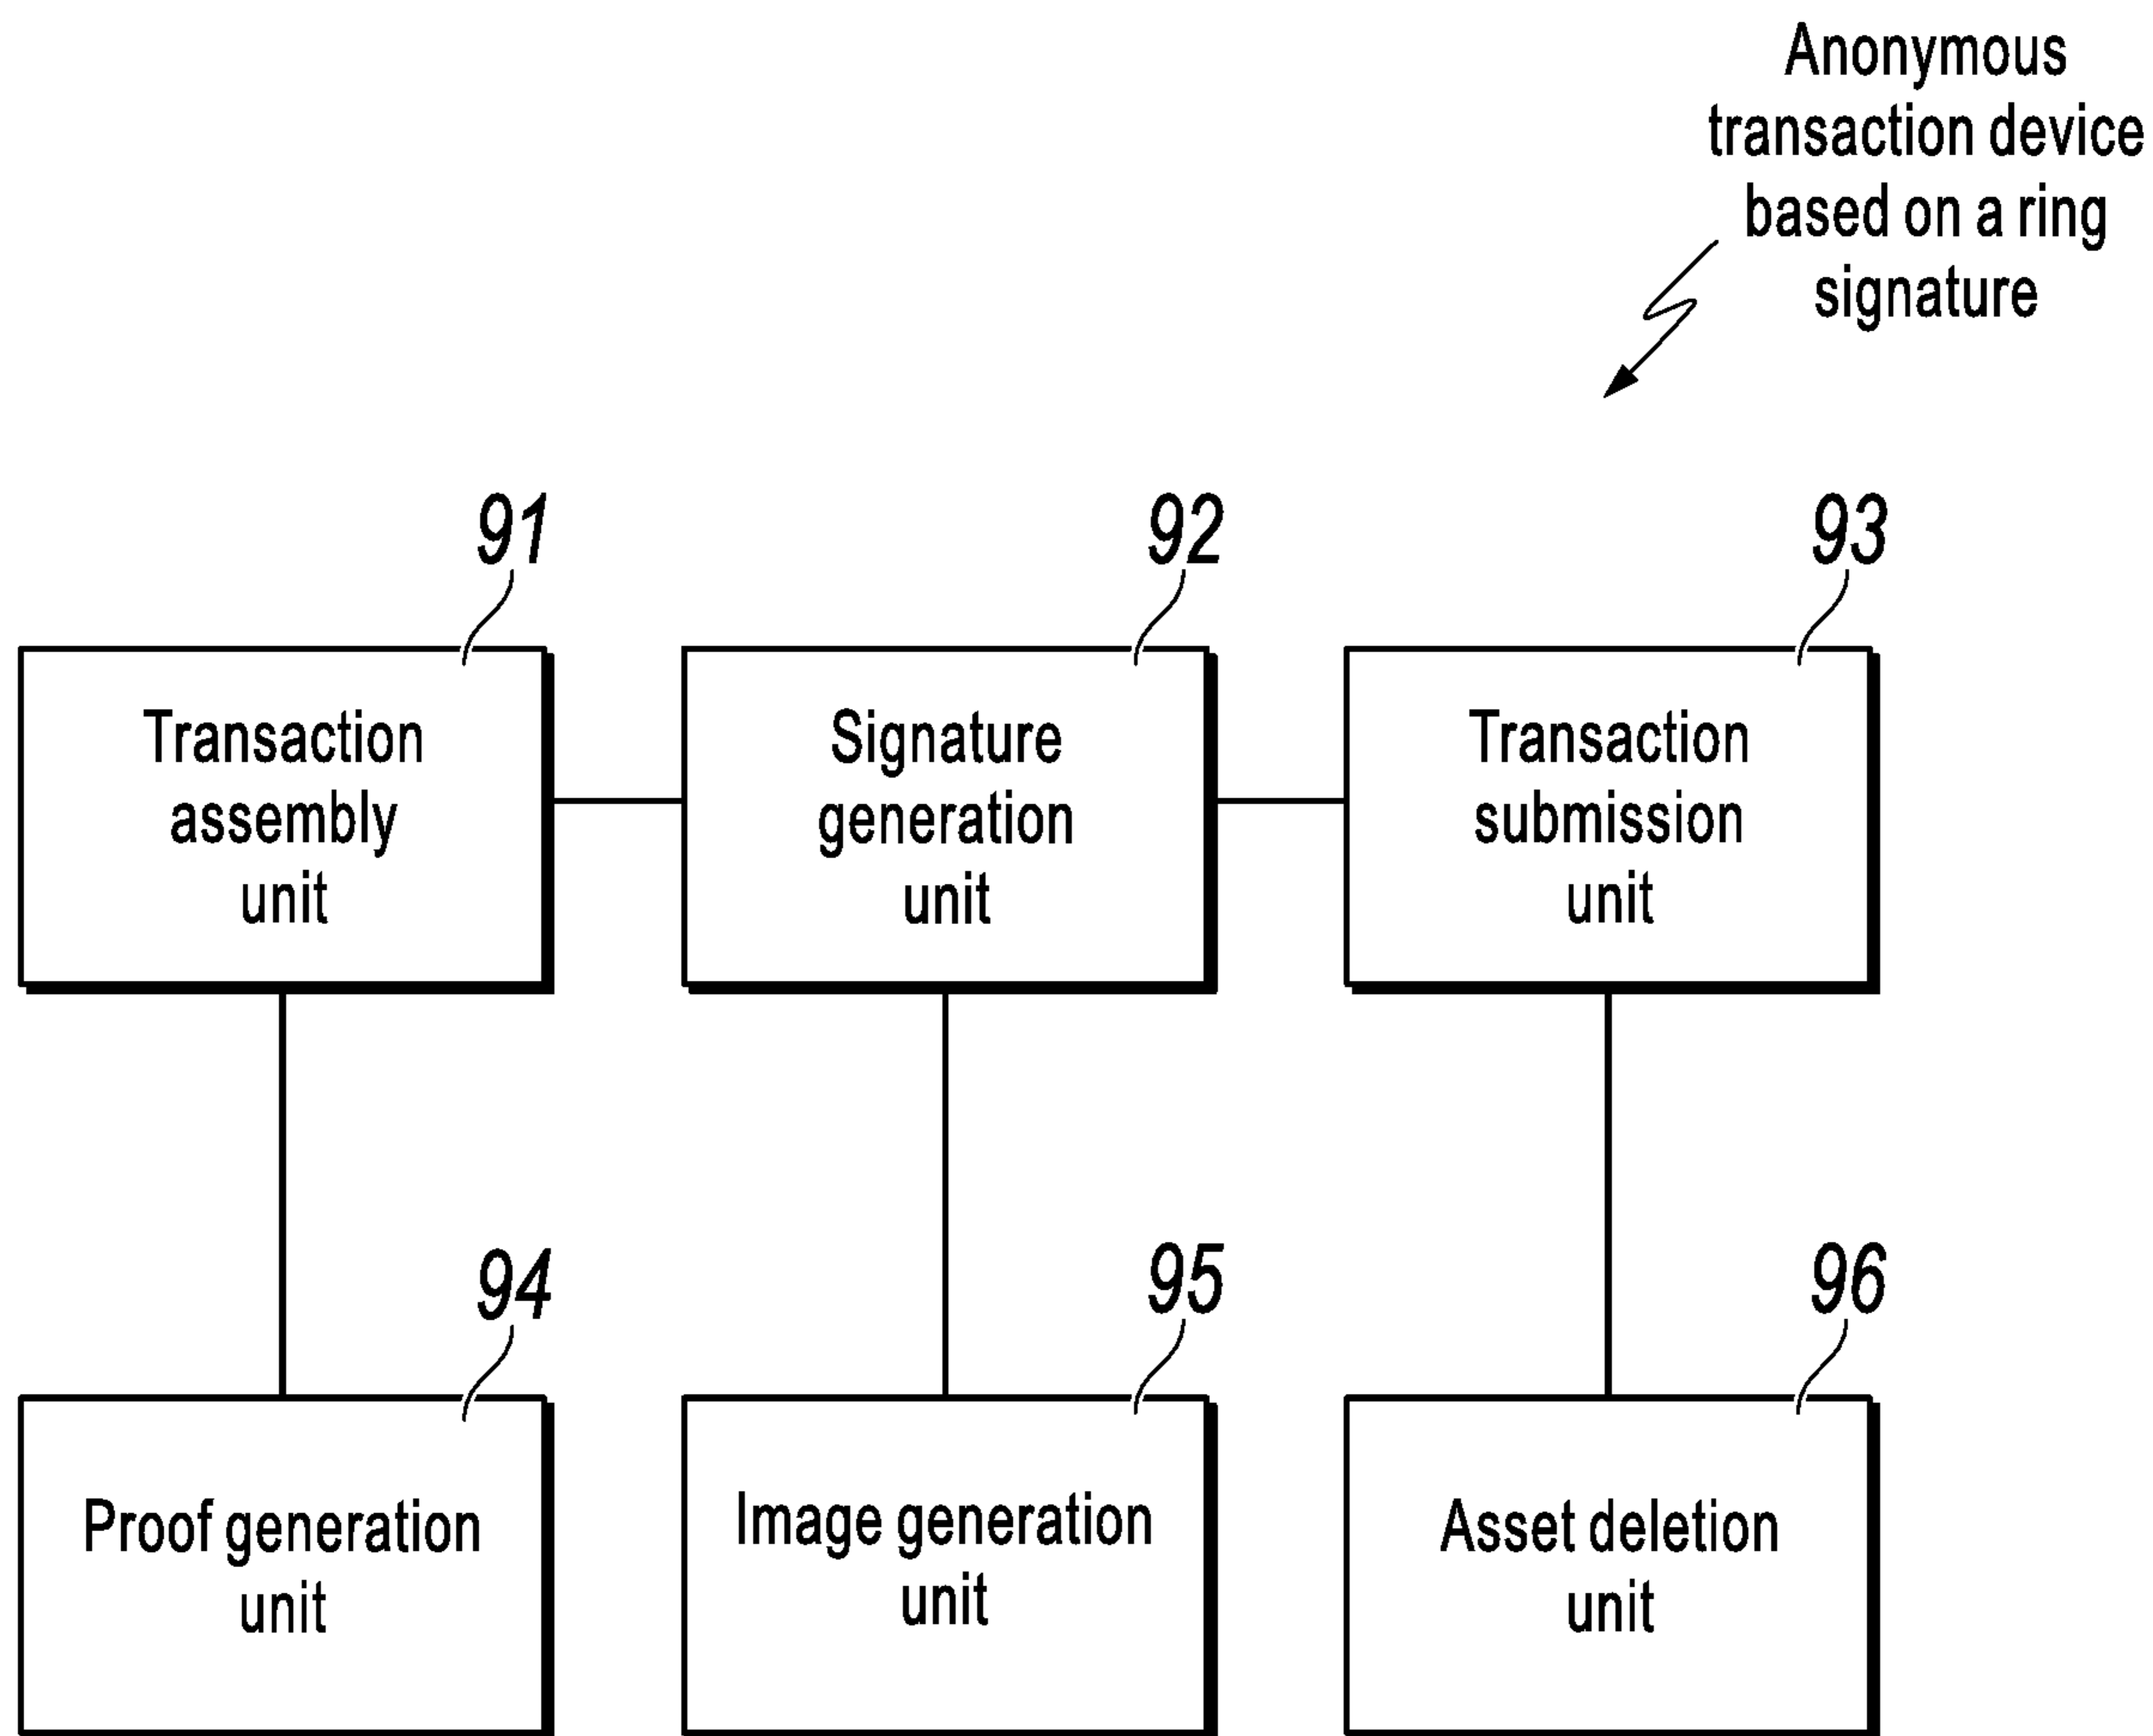 Anonymous
transaction device
based on a ring
signature
91
92
93
Transaction
assembly
unit
Signature
generation
unit
Transaction
submission
unit
94
95
96
Proof generation
unit
Image generation
unit
Asset deletion
unit